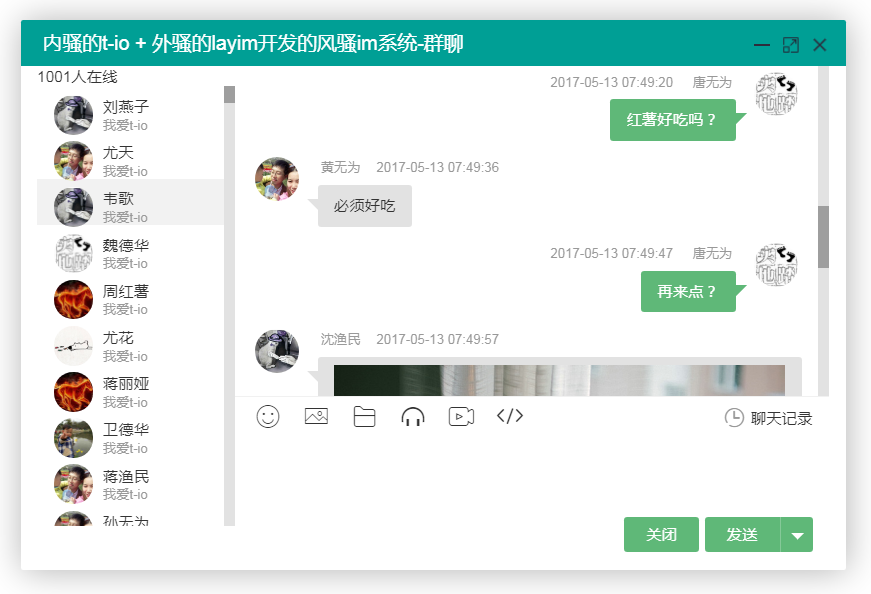 内骚的t-io + 外骚的layim开发的风骚im系统-群聊
1001人在线
刘燕子
我爱t-io
尤天
我爱t-io
韦歌
我爱t-io
魏德华
我爱t-io
周红薯
我爱t-io
尤花
我爱t-io
蒋丽娅
我爱t-io
卫德华
我爱t-io
蒋渔民
我爱t-io
孙无为
2017-05-13 07:49:20 唐无为
红薯好吃吗？
黄无为 2017-05-13 07:49:36
必须好吃
2017-05-13 07:49:47 唐无为
再来点？
沈渔民 2017-05-13 07:49:57
聊天记录
关闭
发送